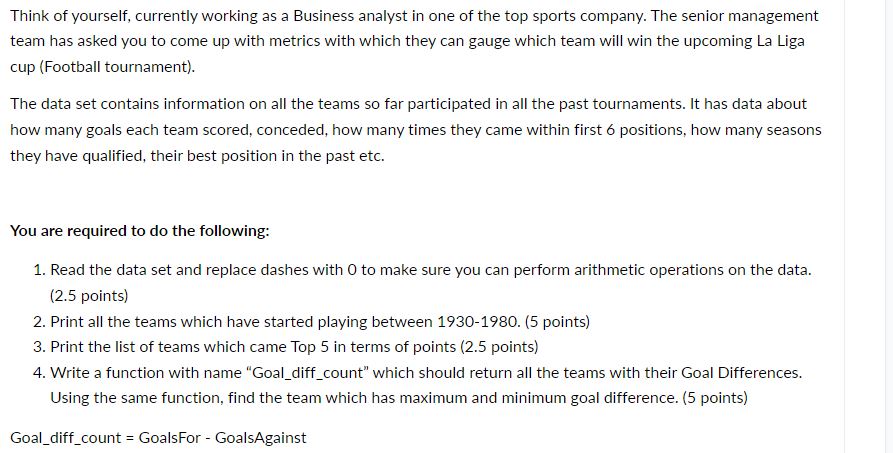 Think of yourself, currently working as a Business analyst in one of the top sports company. The senior management
team has asked you to come up with metrics with which they can gauge which team will win the upcoming La Liga
cup (Football tournament).
The data set contains information on all the teams so far participated in all the past tournaments. It has data about
how many goals each team scored, conceded, how many times they came within first 6 positions, how many seasons
they have qualified, their best position in the past etc.
You are required to do the following:
1. Read the data set and replace dashes with 0 to make sure you can perform arithmetic operations on the data.
(2.5 points)
2. Print all the teams which have started playing between 1930-1980. (5 points)
3. Print the list of teams which came Top 5 in terms of points (2.5 points)
4. Write a function with name “Goal_diff_count” which should return all the teams with their Goal Differences.
Using the same function, find the team which has maximum and minimum goal difference. (5 points)
Goal_diff_count = GoalsFor - GoalsAgainst